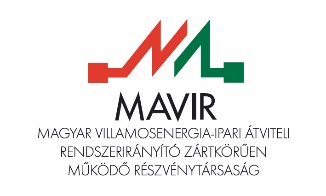 MAVIR
MAGYAR VILLAMOSENERGIA-IPARI ÁTVITELI
RENDSZERIRÁNYÍTÓ ZÁRTKÖRŰEN
MŰKÖDŐ RÉSZVÉNYTÁRSASÁG